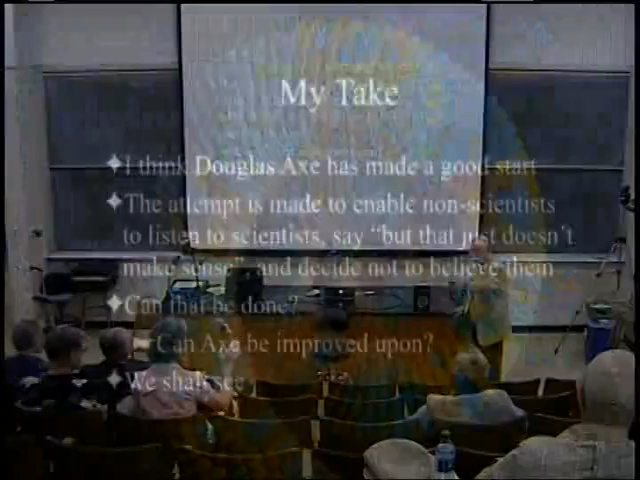 My Take
I think Douglas Axe has made a good start
The attempt is made to enable non-scientists
to listen to scientists, say "but that just doesn't
make sense" and decide not to believe them
Can that be done?
Can Axe be improved upon?
We shall see